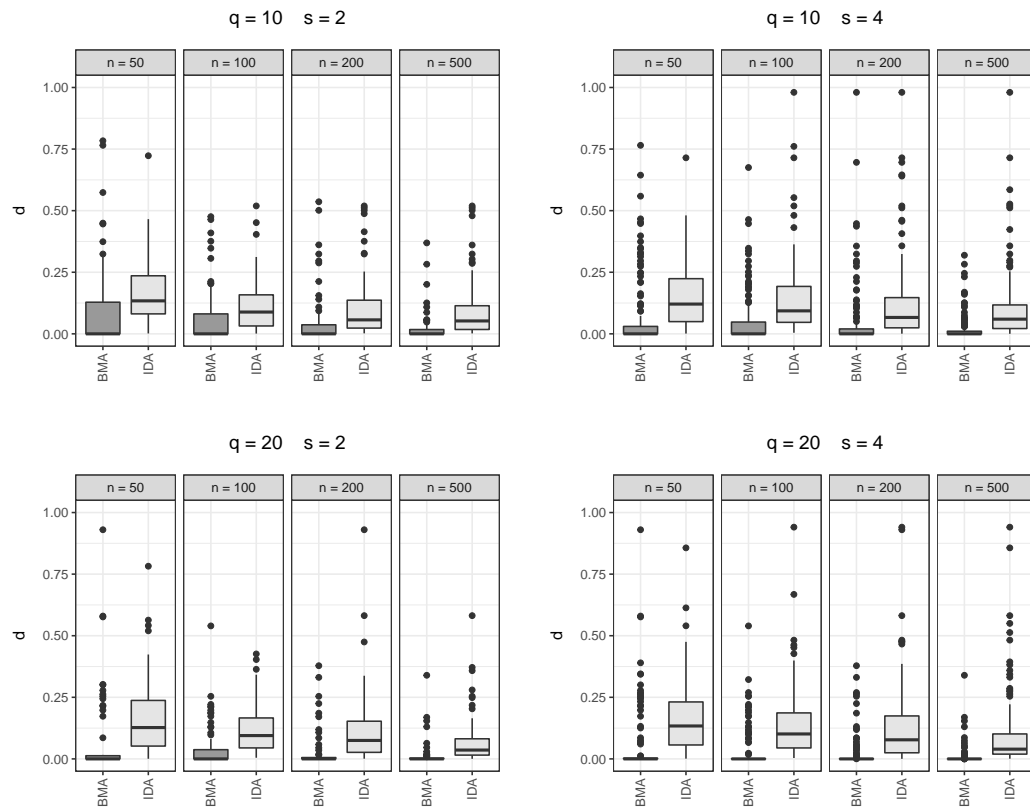 q = 10 s = 2
n = 50 n = 100 n = 200 n = 500
1.00
0.75
0.50
0.25
0.00
d
BMA IDA BMA IDA BMA IDA BMA IDA
q = 10 s = 4
n = 50 n = 100 n = 200 n = 500
1.00
0.75
0.50
0.25
0.00
d
BMA IDA BMA IDA BMA IDA BMA IDA
q = 20 s = 2
n = 50 n = 100 n = 200 n = 500
1.00
0.75
0.50
0.25
0.00
d
BMA IDA BMA IDA BMA IDA BMA IDA
q = 20 s = 4
n = 50 n = 100 n = 200 n = 500
1.00
0.75
0.50
0.25
0.00
d
BMA IDA BMA IDA BMA IDA BMA IDA